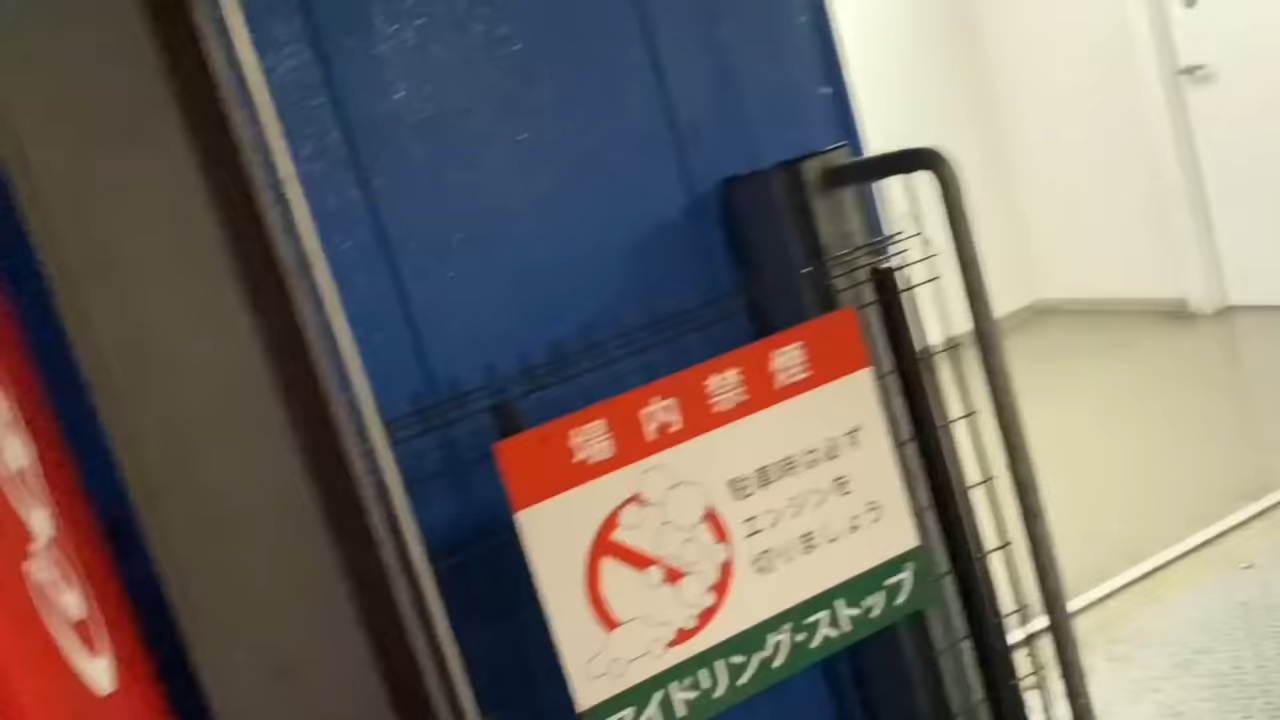 場内禁煙
駐車時は必ず
エンジンを
切りましょう
アイドリング・ストップ